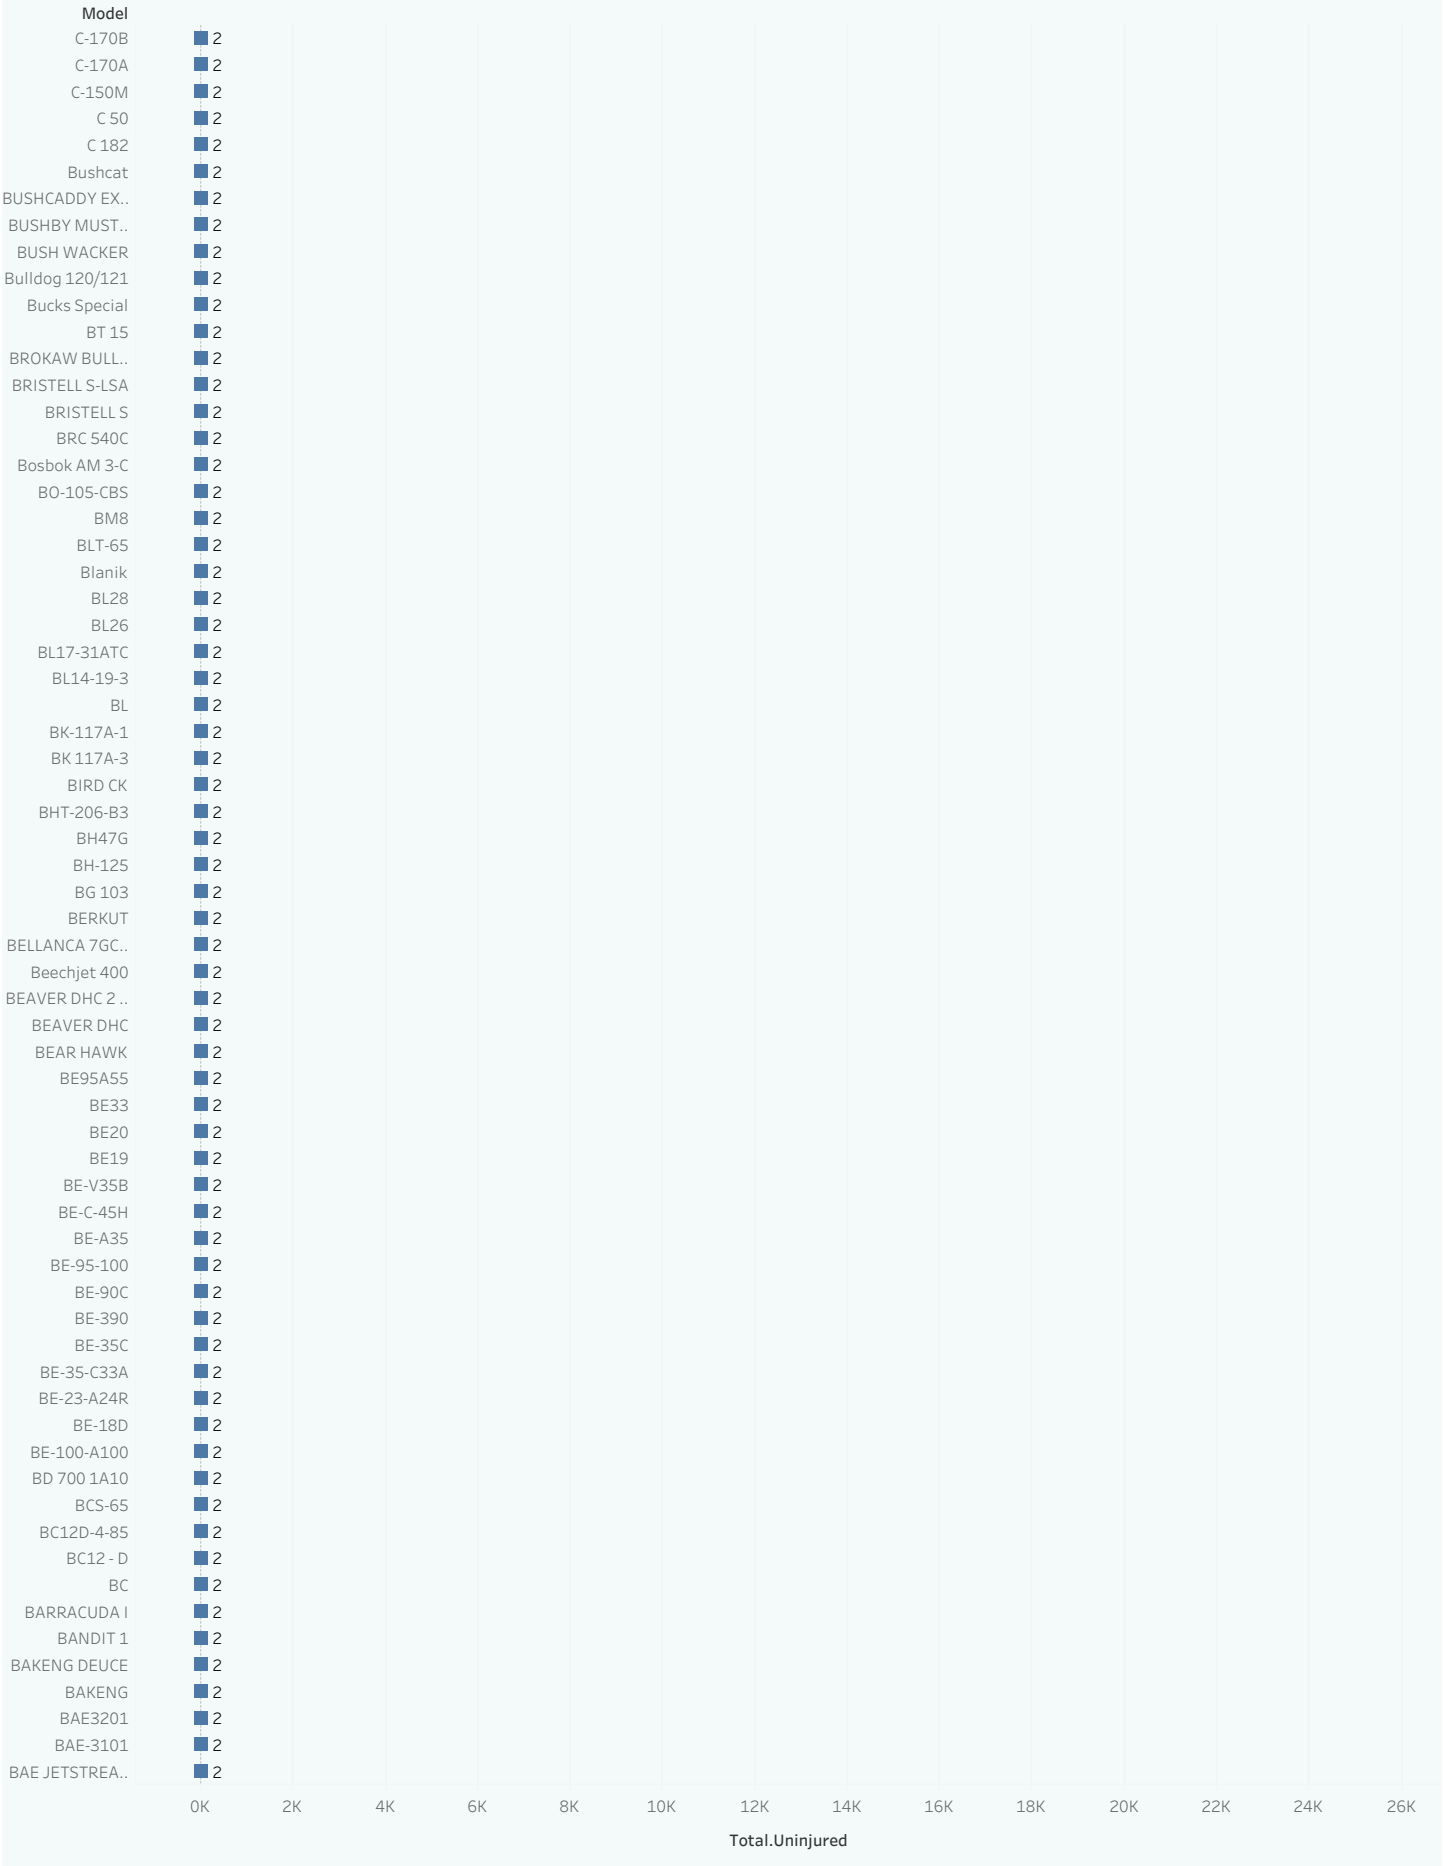 Model
C-170B 2
C-170A 2
C-150M 2
C 50 2
C 182 2
Bushcat 2
BUSHCADDY EX.. 2
BUSHBY MUST.. 2
BUSH WACKER 2
Bulldog 120/121 2
Bucks Special 2
BT 15 2
BROKAW BULL.. 2
BRISTELL S-LSA 2
BRISTELL S 2
BRC 540C 2
Bosbok AM 3-C 2
BO-105-CBS 2
BM8 2
BLT-65 2
Blanik 2
BL28 2
BL26 2
BL17-31ATC 2
BL14-19-3 2
BL 2
BK-117A-1 2
BK 117A-3 2
BIRD CK 2
BHT-206-B3 2
BH47G 2
BH-125 2
BG 103 2
BERKUT 2
BELLANCA 7GC.. 2
Beechjet 400 2
BEAVER DHC 2 .. 2
BEAVER DHC 2
BEAR HAWK 2
BE95A55 2
BE33 2
BE20 2
BE19 2
BE-V35B 2
BE-C-45H 2
BE-A35 2
BE-95-100 2
BE-90C 2
BE-390 2
BE-35C 2
BE-35-C33A 2
BE-23-A24R 2
BE-18D 2
BE-100-A100 2
BD 700 1A10 2
BCS-65 2
BC12D-4-85 2
BC12 - D 2
BC 2
BARRACUDA I 2
BANDIT 1 2
BAKENG DEUCE 2
BAKENG 2
BAE3201 2
BAE-3101 2
BAE JETSTREA.. 2
0K 2K 4K 6K 8K 10K 12K 14K 16K 18K 20K 22K 24K 26K
Total.Uninjured